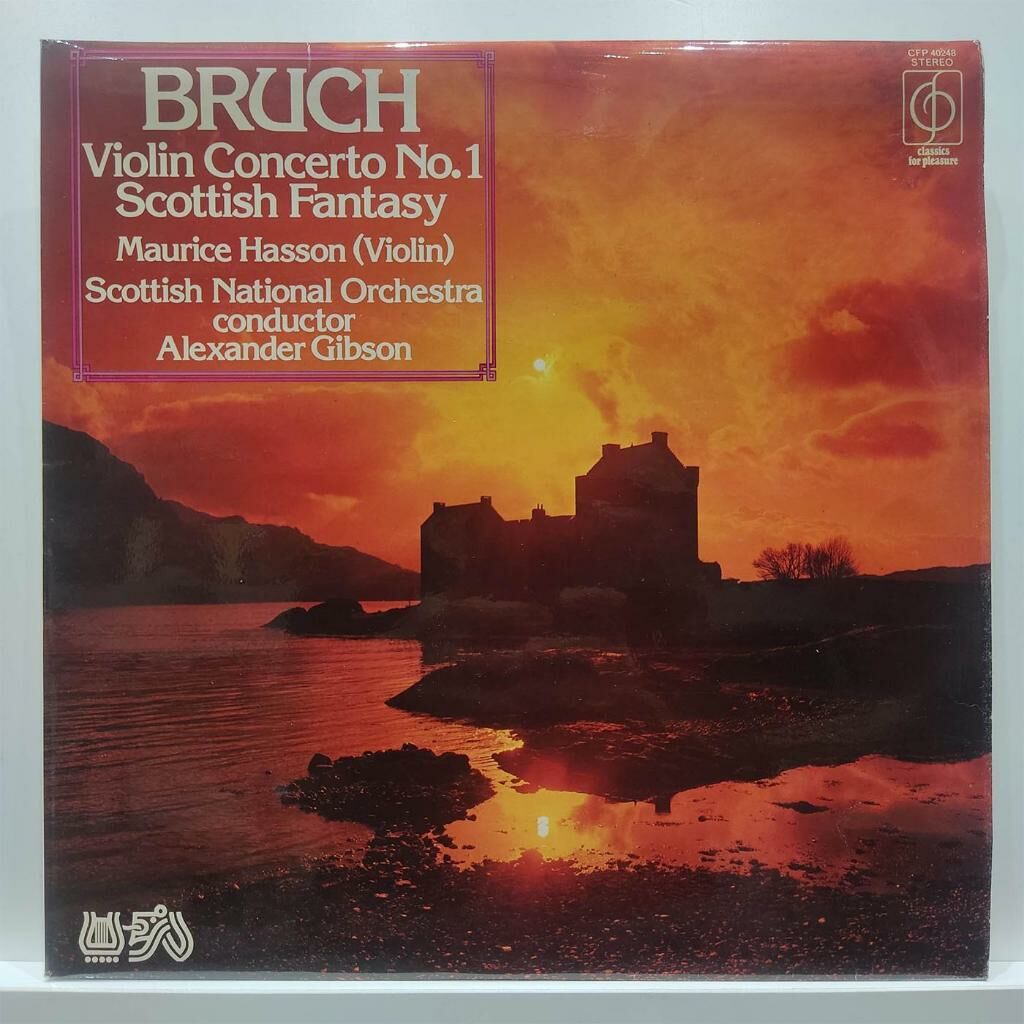 BRUCH
Violin Concerto No.1
Scottish Fantasy
Maurice Hasson (Violin)
Scottish National Orchestra
conductor
Alexander Gibson
CFP 40248
STEREO
classics
for pleasure